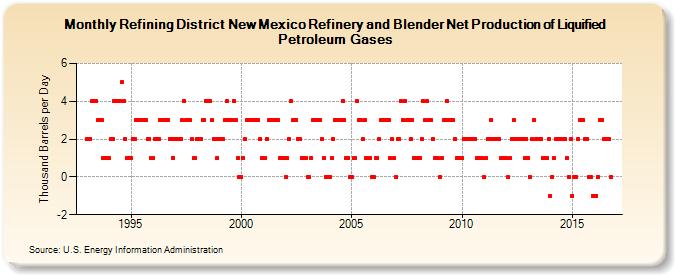 Monthly Refining District New Mexico Refinery and Blender Net Production of Liquified
Petroleum Gases
Thousand Barrels per Day
6
4
2
0
-2
1995
2000
2005
2010
2015
Source: U.S. Energy Information Administration